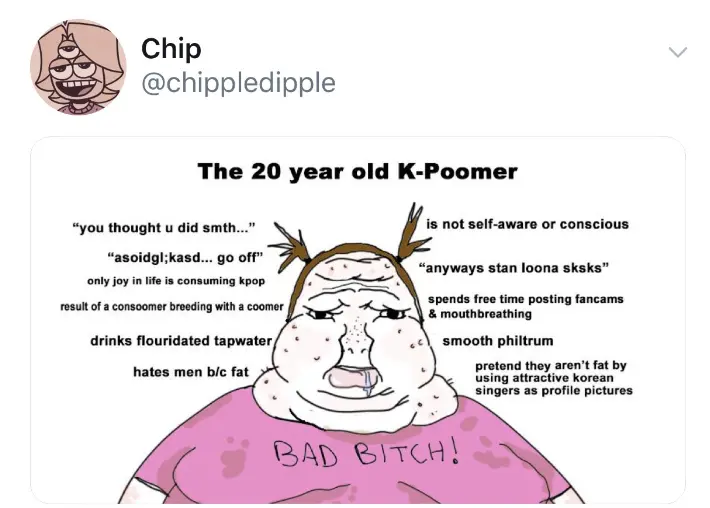 Chip
@chippledipple
The 20 year old K-Poomer
“you thought u did smth...”
“asoidgl;kasd... go off”
only joy in life is consuming kpop
result of a consoomer breeding with a coomer
drinks flouridated tapwater
hates men b/c fat
is not self-aware or conscious
“anyways stan loona sksks”
spends free time posting fancams
& mouthbreathing
smooth philtrum
pretend they aren’t fat by
using attractive korean
singers as profile pictures
BAD BITCH!